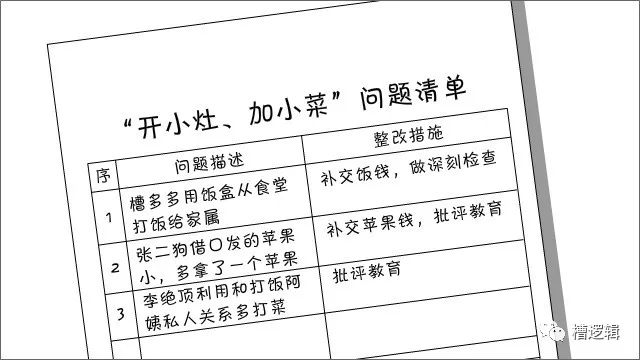 “开小灶、加小菜”问题清单
序 问题描述 整改措施
1 槽多多用饭盒从食堂 补交饭钱，做深刻检查
打饭给家属
2 张二狗借口发的苹果 补交苹果钱，批评教育
小，多拿了一个苹果
3 李绝顶利用和打饭阿 批评教育
姨私人关系多打菜
槽逻辑